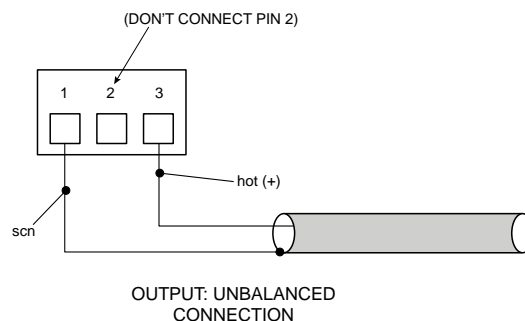 (DON'T CONNECT PIN 2)
1 2 3
hot (+)
scn
OUTPUT: UNBALANCED
CONNECTION